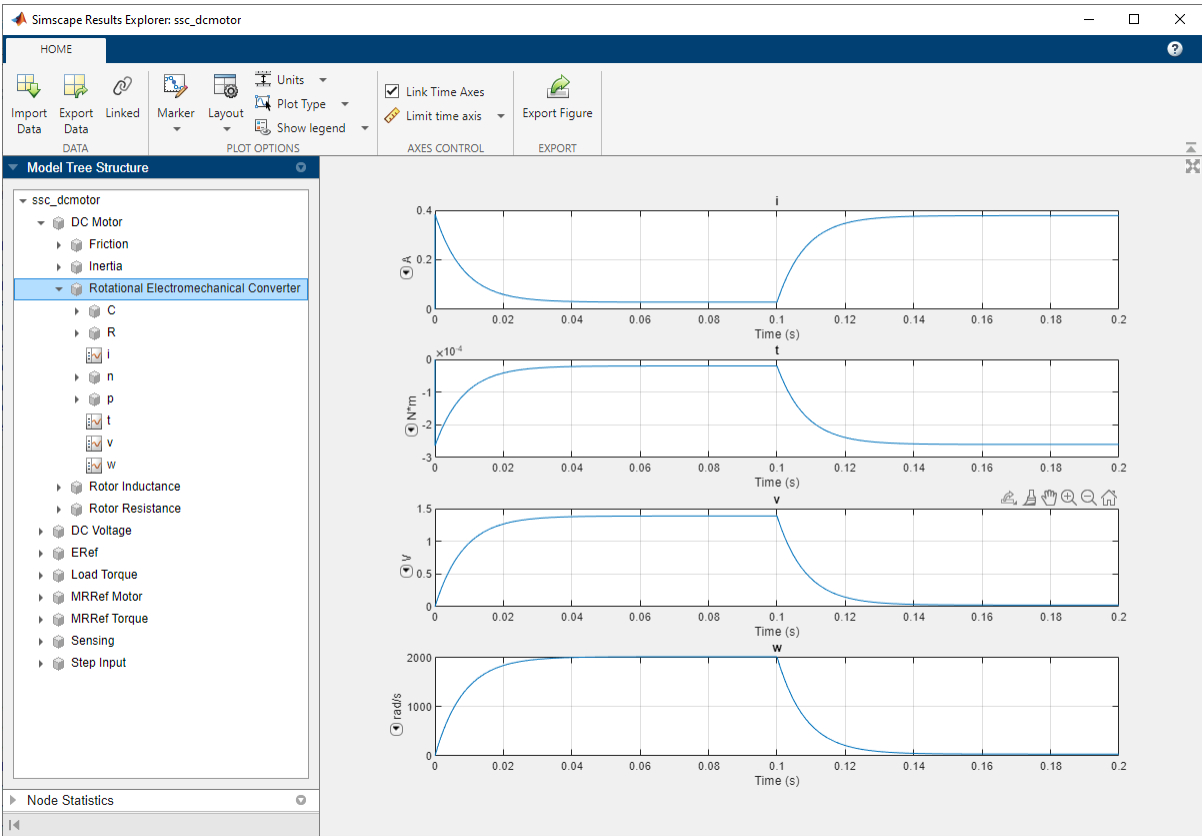 Simscape Results Explorer: ssc_dcmotor
HOME
?
Import Data
Export Data
Linked
DATA
Marker
Layout
Units
Plot Type
Show legend
PLOT OPTIONS
Link Time Axes
Limit time axis
AXES CONTROL
Export Figure
EXPORT
Model Tree Structure
ssc_dcmotor
DC Motor
Friction
Inertia
Rotational Electromechanical Converter
C
R
i
n
p
t
v
w
Rotor Inductance
Rotor Resistance
DC Voltage
ERef
Load Torque
MRRef Motor
MRRef Torque
Sensing
Step Input
Node Statistics
i
0.4
0.2
0
A
0 0.02 0.04 0.06 0.08 0.1 0.12 0.14 0.16 0.18 0.2
Time (s)
t
×10-4
0
-1
-2
-3
N*m
0 0.02 0.04 0.06 0.08 0.1 0.12 0.14 0.16 0.18 0.2
Time (s)
v
1.5
1
0.5
0
V
0 0.02 0.04 0.06 0.08 0.1 0.12 0.14 0.16 0.18 0.2
Time (s)
w
2000
1000
0
rad/s
0 0.02 0.04 0.06 0.08 0.1 0.12 0.14 0.16 0.18 0.2
Time (s)